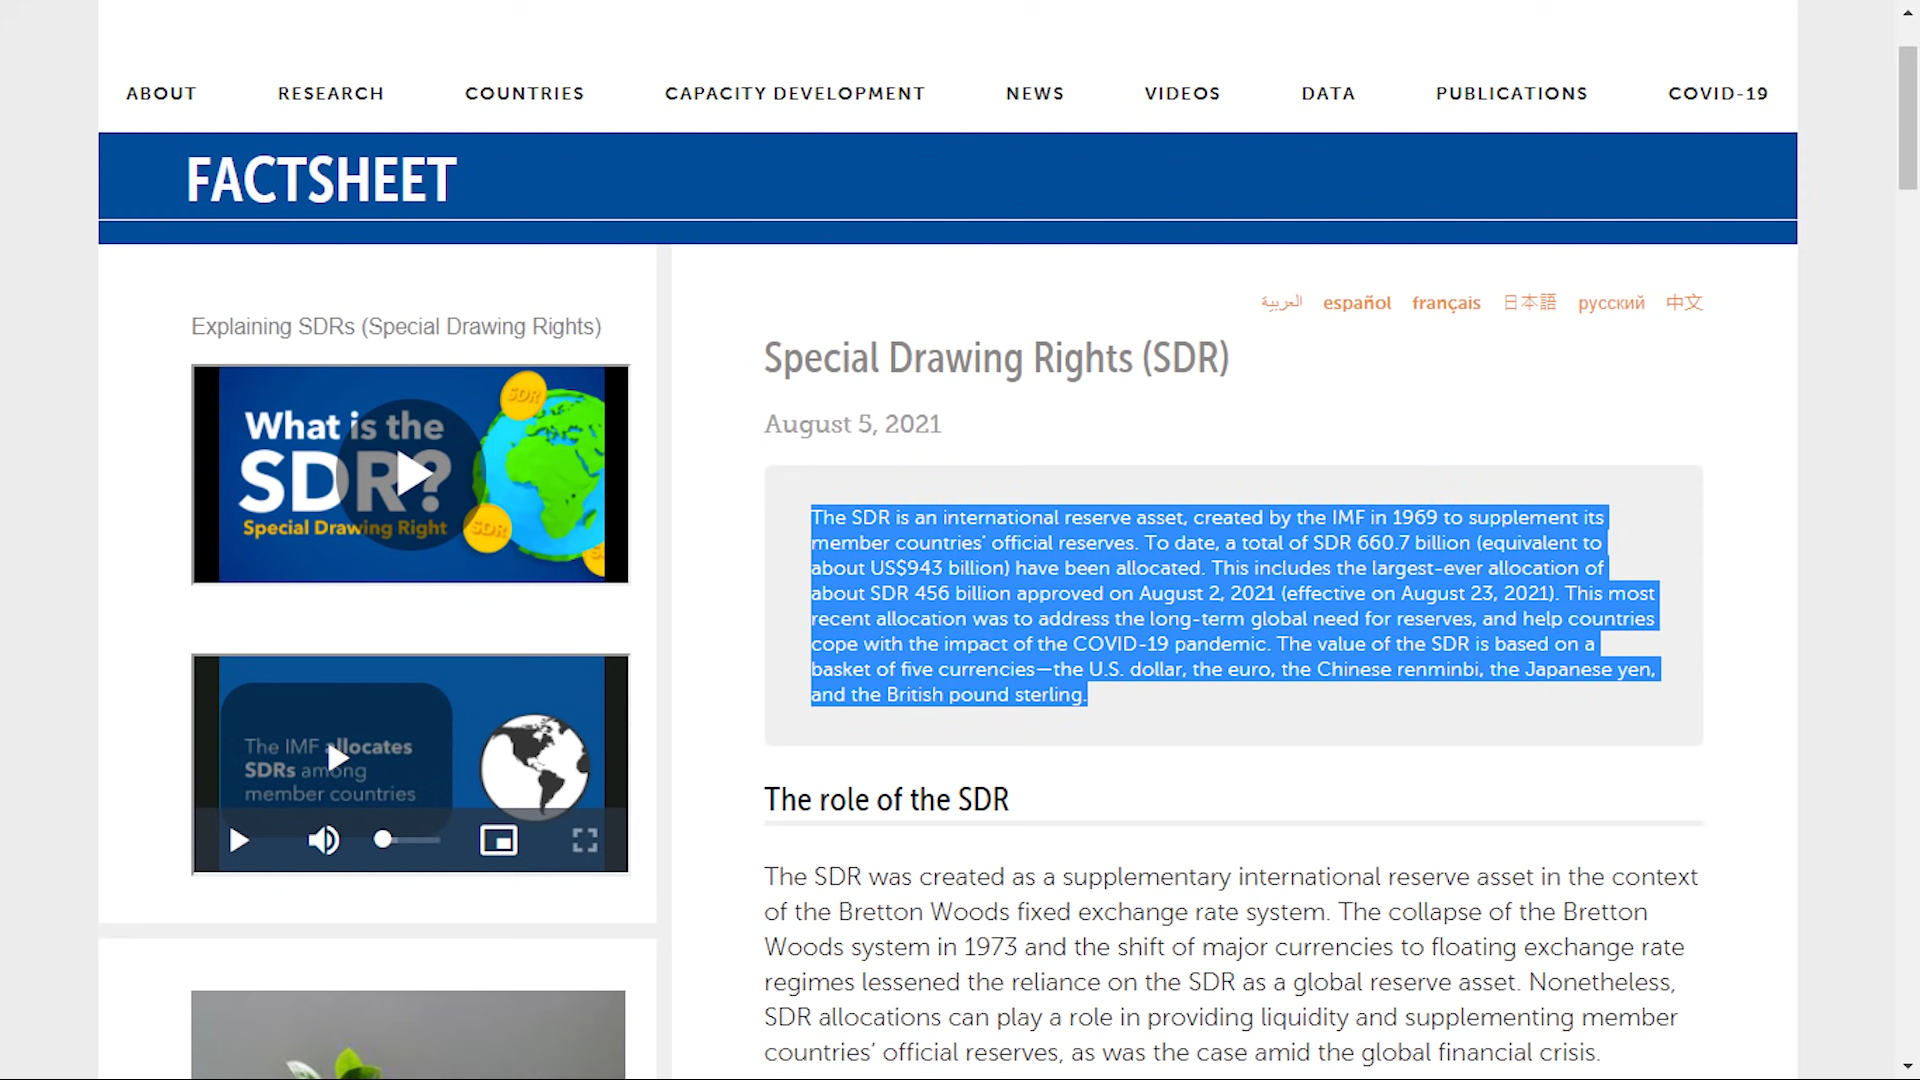 ABOUT RESEARCH COUNTRIES CAPACITY DEVELOPMENT NEWS VIDEOS DATA PUBLICATIONS COVID-19
FACTSHEET
Explaining SDRs (Special Drawing Rights)
What is the
SDR?
Special Drawing Right
SDR
SDR
The IMF allocates
SDRs among
member countries
العربية español français 日本語 русский 中文
Special Drawing Rights (SDR)
August 5, 2021
The SDR is an international reserve asset, created by the IMF in 1969 to supplement its
member countries’ official reserves. To date, a total of SDR 660.7 billion (equivalent to
about US$943 billion) have been allocated. This includes the largest-ever allocation of
about SDR 456 billion approved on August 2, 2021 (effective on August 23, 2021). This most
recent allocation was to address the long-term global need for reserves, and help countries
cope with the impact of the COVID-19 pandemic. The value of the SDR is based on a
basket of five currencies—the U.S. dollar, the euro, the Chinese renminbi, the Japanese yen,
and the British pound sterling.
The role of the SDR
The SDR was created as a supplementary international reserve asset in the context
of the Bretton Woods fixed exchange rate system. The collapse of the Bretton
Woods system in 1973 and the shift of major currencies to floating exchange rate
regimes lessened the reliance on the SDR as a global reserve asset. Nonetheless,
SDR allocations can play a role in providing liquidity and supplementing member
countries’ official reserves, as was the case amid the global financial crisis.